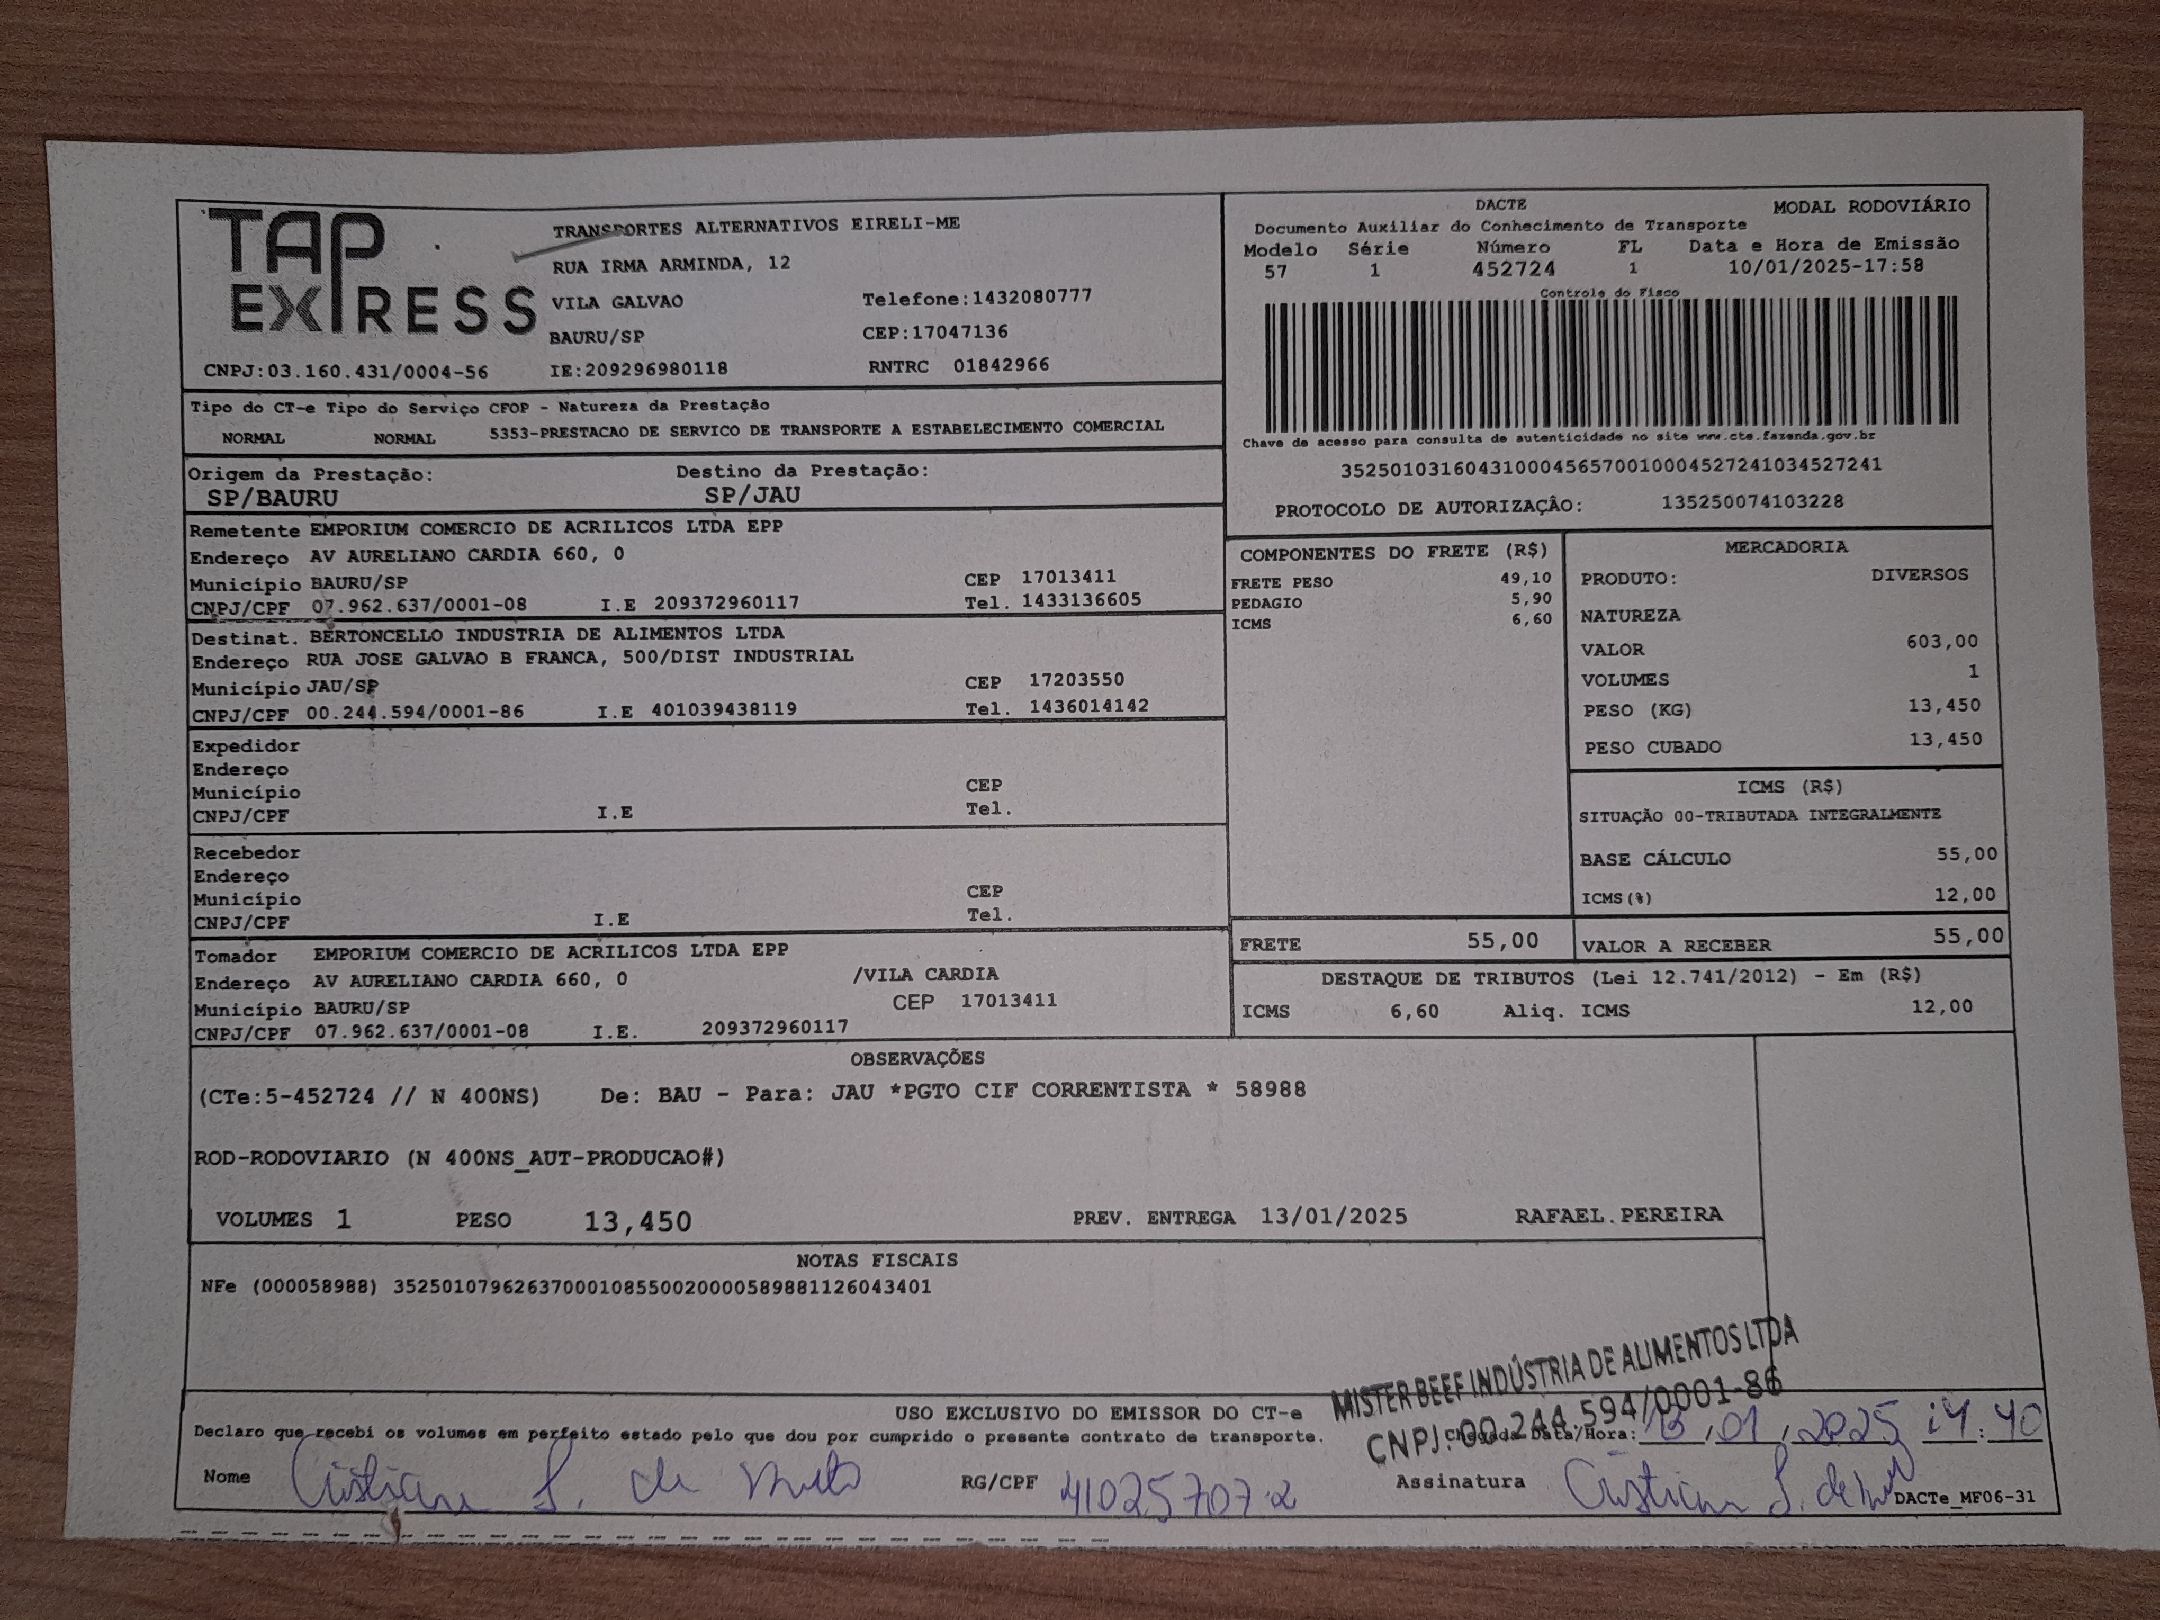 TAP EXPRESS
TRANSPORTES ALTERNATIVOS EIRELI-ME
RUA IRMA ARMINDA, 12
VILA GALVAO Telefone:1432080777
BAURU/SP CEP:17047136
CNPJ:03.160.431/0004-56 IE:209296980118 RNTRC 01842966
DACTE MODAL RODOVIÁRIO
Documento Auxiliar do Conhecimento de Transporte
Modelo Série Número FL Data e Hora de Emissão
57 1 452724 1 10/01/2025-17:58
Controle do Fisco
Chave de acesso para consulta de autenticidade no site www.cte.fazenda.gov.br
35250103160431000456570010004527241034527241
PROTOCOLO DE AUTORIZAÇÂO: 135250074103228
Tipo do CT-e Tipo do Serviço CFOP - Natureza da Prestação
NORMAL NORMAL 5353-PRESTACAO DE SERVICO DE TRANSPORTE A ESTABELECIMENTO COMERCIAL
Origem da Prestação: Destino da Prestação:
SP/BAURU SP/JAU
Remetente EMPORIUM COMERCIO DE ACRILICOS LTDA EPP
Endereço AV AURELIANO CARDIA 660, 0
Município BAURU/SP CEP 17013411
CNPJ/CPF 07.962.637/0001-08 I.E 209372960117 Tel. 1433136605
Destinat. BERTONCELLO INDUSTRIA DE ALIMENTOS LTDA
Endereço RUA JOSE GALVAO B FRANCA, 500/DIST INDUSTRIAL
Município JAU/SP CEP 17203550
CNPJ/CPF 00.244.594/0001-86 I.E 401039438119 Tel. 1436014142
Expedidor
Endereço
Município CEP
CNPJ/CPF I.E Tel.
Recebedor
Endereço
Município CEP
CNPJ/CPF I.E Tel.
Tomador EMPORIUM COMERCIO DE ACRILICOS LTDA EPP
Endereço AV AURELIANO CARDIA 660, 0 /VILA CARDIA
Município BAURU/SP CEP 17013411
CNPJ/CPF 07.962.637/0001-08 I.E. 209372960117
COMPONENTES DO FRETE (R$)
FRETE PESO 49,10
PEDAGIO 5,90
ICMS 6,60
MERCADORIA
PRODUTO: DIVERSOS
NATUREZA
VALOR 603,00
VOLUMES 1
PESO (KG) 13,450
PESO CUBADO 13,450
ICMS (R$)
SITUAÇÃO 00-TRIBUTADA INTEGRALMENTE
BASE CÁLCULO 55,00
ICMS(%) 12,00
FRETE 55,00 VALOR A RECEBER 55,00
DESTAQUE DE TRIBUTOS (Lei 12.741/2012) - Em (R$)
ICMS 6,60 Aliq. ICMS 12,00
OBSERVAÇÕES
(CTe:5-452724 // N 400NS) De: BAU - Para: JAU *PGTO CIF CORRENTISTA * 58988
ROD-RODOVIARIO (N 400NS_AUT-PRODUCAO#)
VOLUMES 1 PESO 13,450 PREV. ENTREGA 13/01/2025 RAFAEL.PEREIRA
NOTAS FISCAIS
NFe (000058988) 35250107962637000108550020000589881126043401
MISTER BEEF INDÚSTRIA DE ALIMENTOS LTDA
CNPJ:00.244.594/0001-86
USO EXCLUSIVO DO EMISSOR DO CT-e
Declaro que recebi os volumes em perfeito estado pelo que dou por cumprido o presente contrato de transporte. Chegada Data/Hora: 13/01/2025 14:40
Nome Cristiane S. de RG/CPF 41025707-2 Assinatura Cristiane S. de DACTe_MF06-31